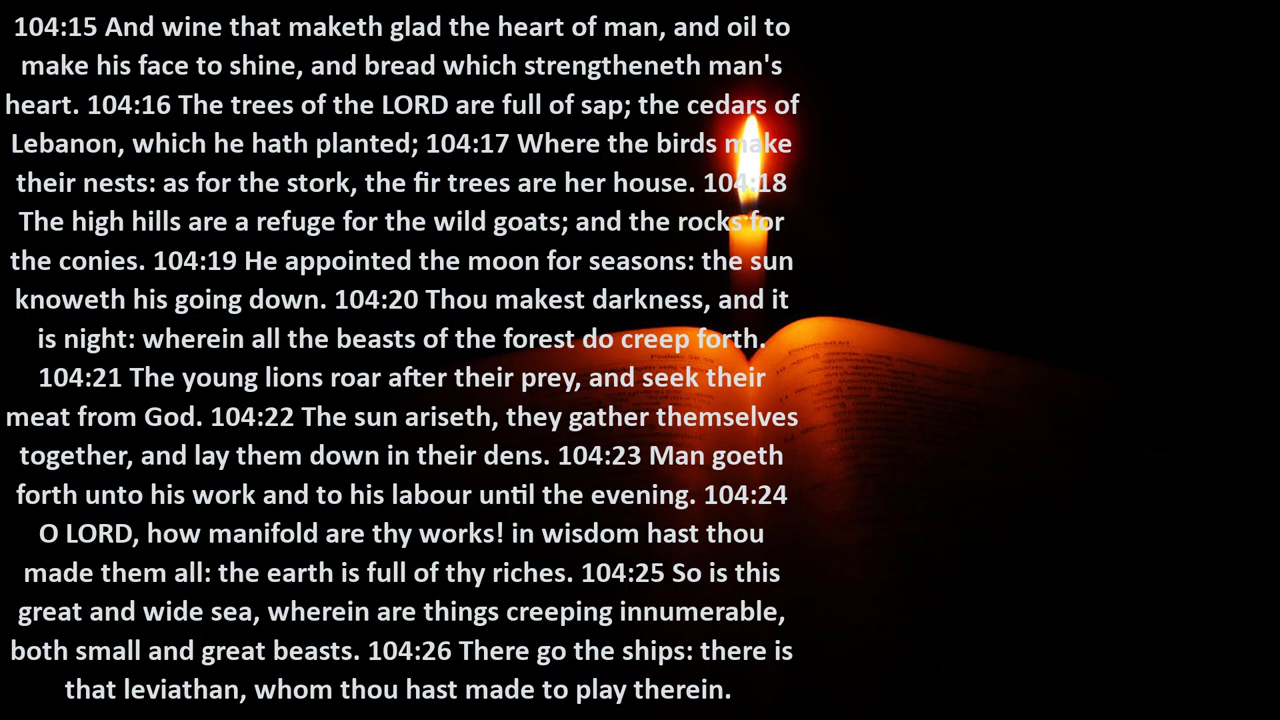 104:15 And wine that maketh glad the heart of man, and oil to
make his face to shine, and bread which strengtheneth man's
heart. 104:16 The trees of the LORD are full of sap; the cedars of
Lebanon, which he hath planted; 104:17 Where the birds make
their nests: as for the stork, the fir trees are her house. 104:18
The high hills are a refuge for the wild goats; and the rocks for
the conies. 104:19 He appointed the moon for seasons: the sun
knoweth his going down. 104:20 Thou makest darkness, and it
is night: wherein all the beasts of the forest do creep forth.
104:21 The young lions roar after their prey, and seek their
meat from God. 104:22 The sun ariseth, they gather themselves
together, and lay them down in their dens. 104:23 Man goeth
forth unto his work and to his labour until the evening. 104:24
O LORD, how manifold are thy works! in wisdom hast thou
made them all: the earth is full of thy riches. 104:25 So is this
great and wide sea, wherein are things creeping innumerable,
both small and great beasts. 104:26 There go the ships: there is
that leviathan, whom thou hast made to play therein.